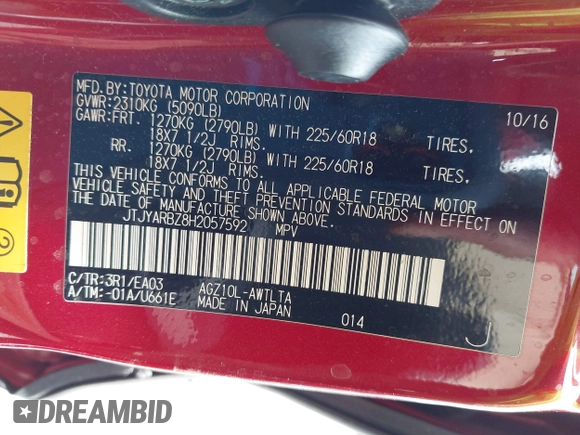 MFD.BY:TOYOTA MOTOR CORPORATION 10/16
GVWR:2310KG (5090LB)
GAWR:FRT. 1270KG (2790LB) WITH 225/60R18 TIRES,
18X7 1/2J RIMS.
RR. 1270KG (2790LB) WITH 225/60R18 TIRES,
18X7 1/2J RIMS.
THIS VEHICLE CONFORMS TO ALL APPLICABLE FEDERAL MOTOR
VEHICLE SAFETY AND THEFT PREVENTION STANDARDS IN EFFECT ON
THE DATE OF MANUFACTURE SHOWN ABOVE.
JTJYARBZ8H2057592 MPV
C/TR:3R1/EA03 AGZ10L-AWTLTA
A/TM:-01A/U661E MADE IN JAPAN 014 J
DREAMBID